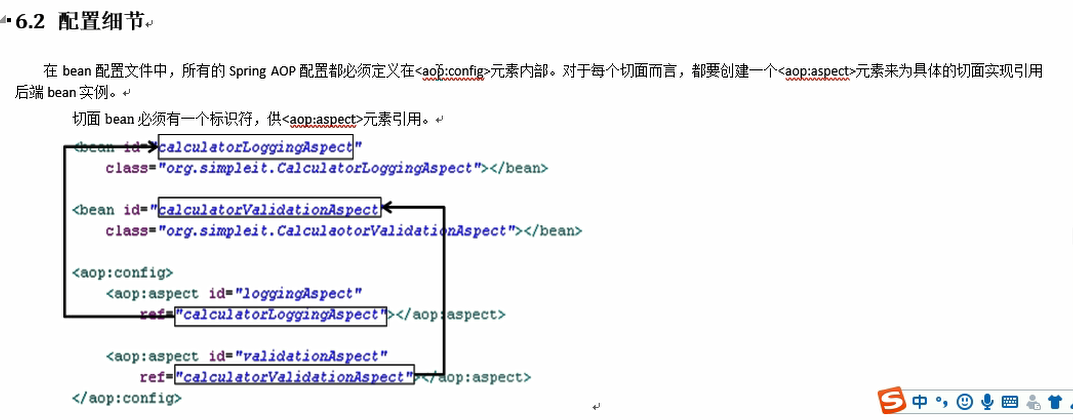 6.2 配置细节
在 bean 配置文件中，所有的 Spring AOP 配置都必须定义在<aop:config>元素内部。对于每个切面而言，都要创建一个<aop:aspect>元素来为具体的切面实现引用
后端 bean 实例。
切面 bean 必须有一个标识符，供<aop:aspect>元素引用。
<bean id="calculatorLoggingAspect"
class="org.simpleit.CalculatorLoggingAspect"></bean>
<bean id="calculatorValidationAspect
class="org.simpleit.CalculaotorValidationAspect"></bean>
<aop:config>
<aop:aspect id="loggingAspect"
ref="calculatorLoggingAspect"></aop:aspect>
<aop:aspect id="validationAspect"
ref="calculatorValidationAspect"></aop:aspect>
</aop:config>
S 中